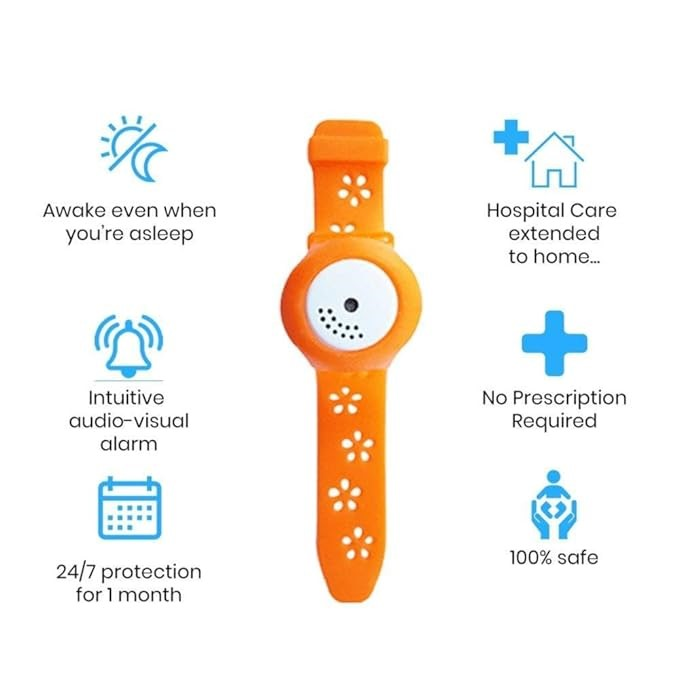 Awake even when
you're asleep
Hospital Care
extended
to home...
Intuitive
audio-visual
alarm
No Prescription
Required
24/7 protection
for 1 month
100% safe